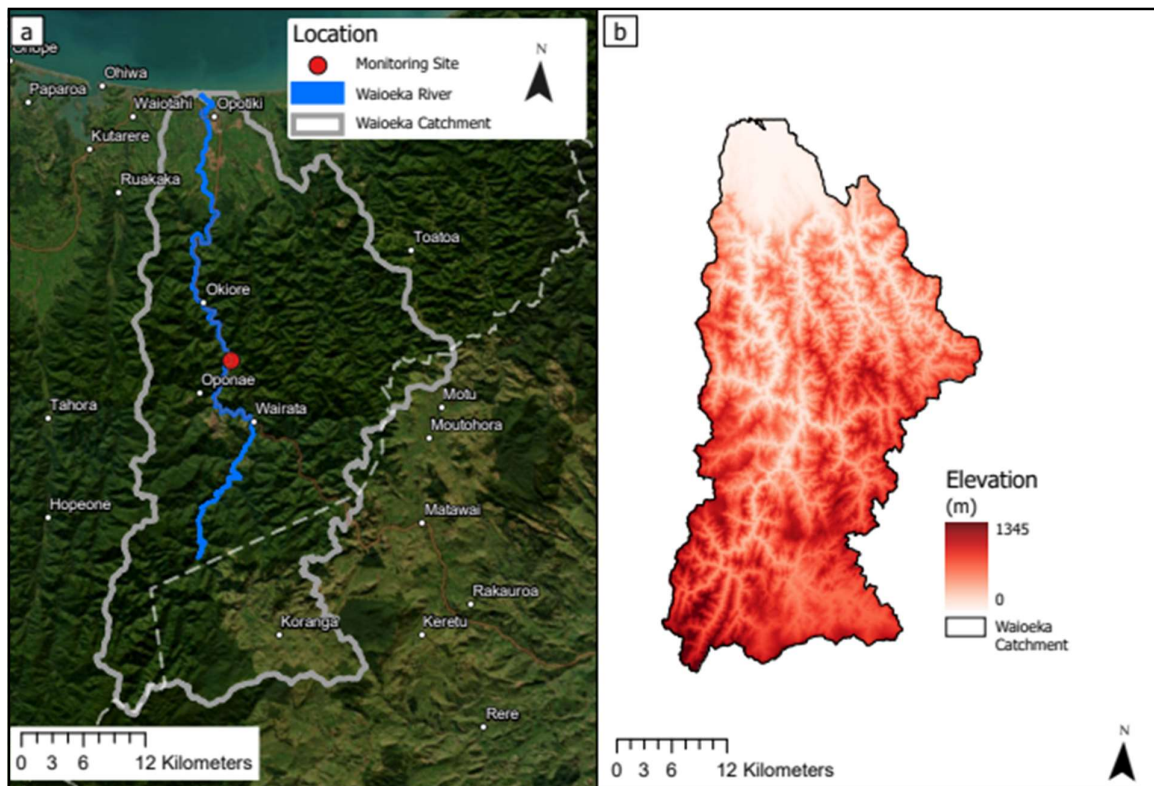 a
Location
N
Monitoring Site
Waioeka River
Waioeka Catchment
Ohiwa
Paparoa
Waiotahi
Opotiki
Kutarere
Ruakaka
Toatoa
Okiore
Oponae
Wairata
Motu
Tahora
Moutohora
Hopeone
Matawai
Rakauroa
Koranga
Keretu
Rere
0 3 6 12 Kilometers
b
Elevation
(m)
1345
0
Waioeka
Catchment
0 3 6 12 Kilometers
N